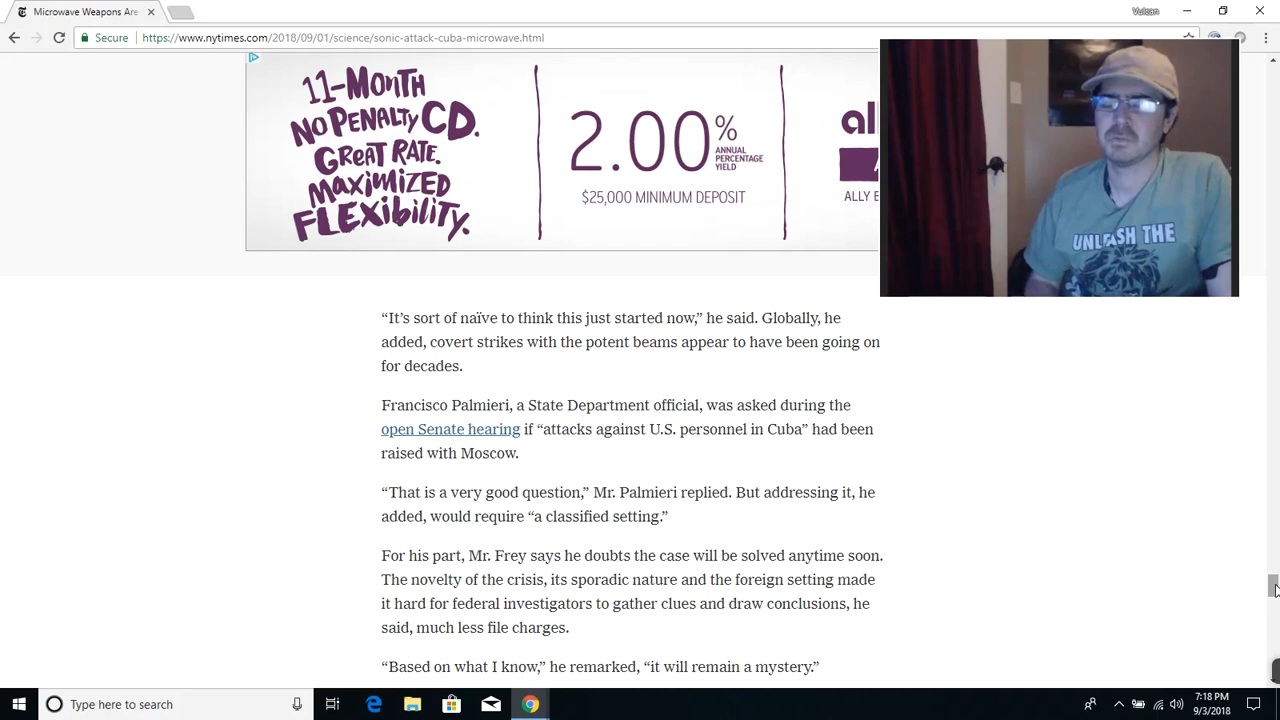 Microwave Weapons Are
Vulcan
Secure
https://www.nytimes.com/2018/09/01/science/sonic-attack-cuba-microwave.html
11-MONTH
NO PENALTY CD.
GREAT RATE.
MAXIMIZED
FLEXIBILITY.
2.00%
ANNUAL
PERCENTAGE
YIELD
$25,000 MINIMUM DEPOSIT
all
ALLY
UNLEASH THE
“It’s sort of naïve to think this just started now,” he said. Globally, he
added, covert strikes with the potent beams appear to have been going on
for decades.
Francisco Palmieri, a State Department official, was asked during the
open Senate hearing if “attacks against U.S. personnel in Cuba” had been
raised with Moscow.
“That is a very good question,” Mr. Palmieri replied. But addressing it, he
added, would require “a classified setting.”
For his part, Mr. Frey says he doubts the case will be solved anytime soon.
The novelty of the crisis, its sporadic nature and the foreign setting made
it hard for federal investigators to gather clues and draw conclusions, he
said, much less file charges.
“Based on what I know,” he remarked, “it will remain a mystery.”
Type here to search
7:18 PM
9/3/2018